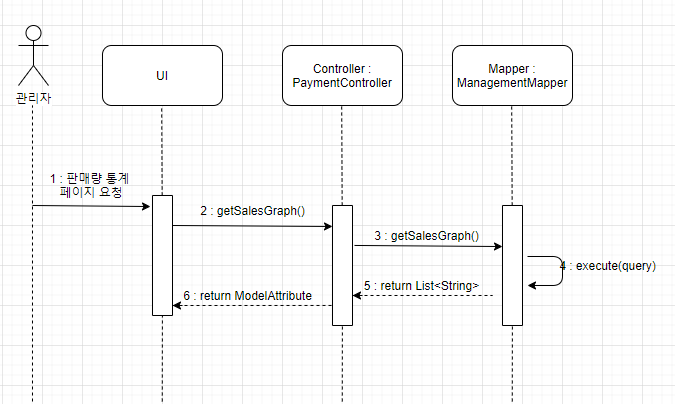 관리자
UI
Controller :
PaymentController
Mapper :
ManagementMapper
1 : 판매량 통계
페이지 요청
2 : getSalesGraph()
3 : getSalesGraph()
4 : execute(query)
5 : return List<String>
6 : return ModelAttribute